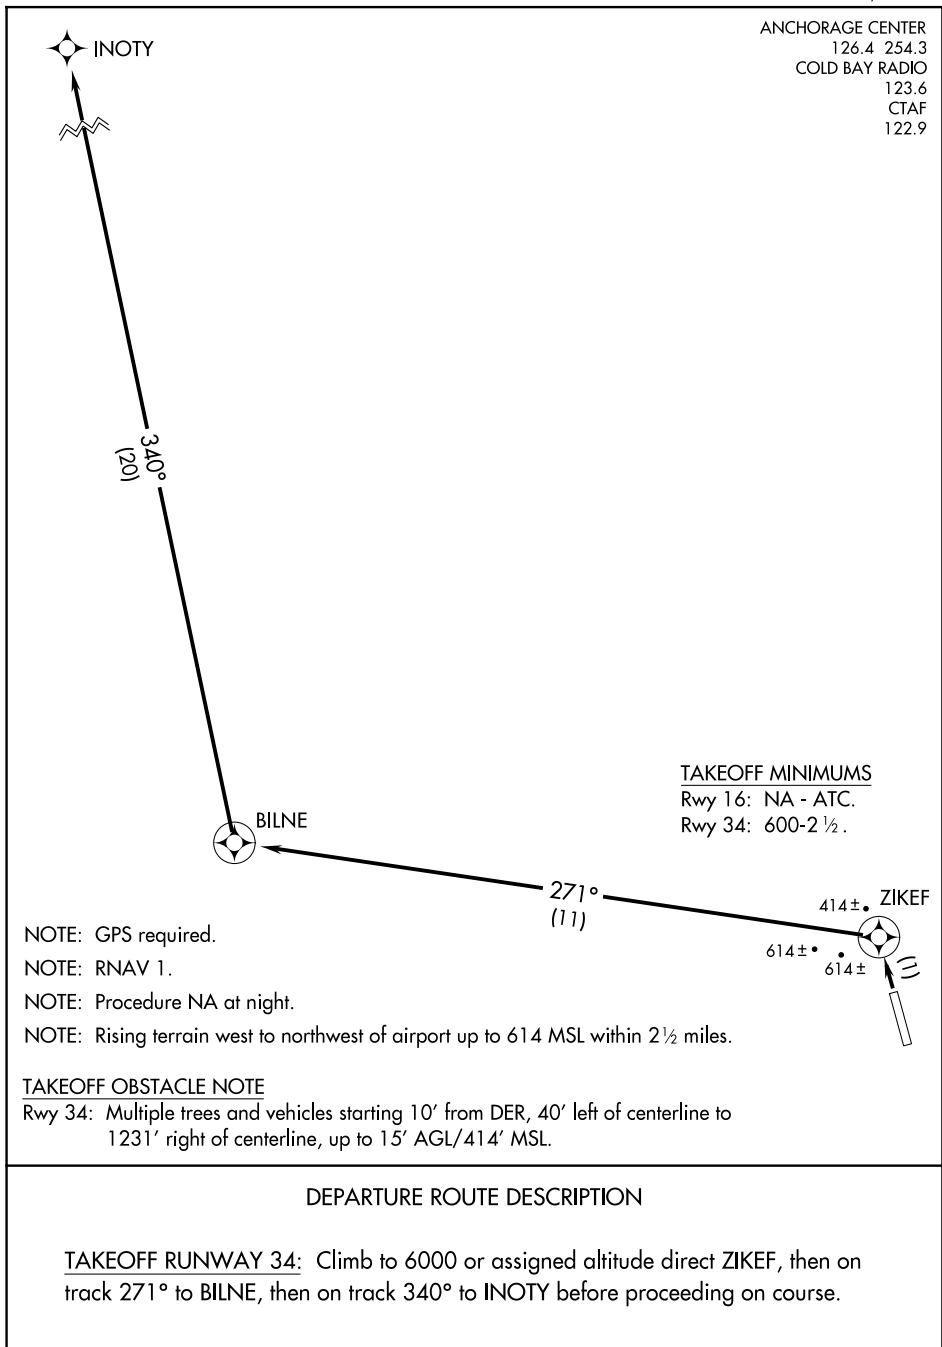 ANCHORAGE CENTER
126.4 254.3
COLD BAY RADIO
123.6
CTAF
122.9
INOTY
340°
(20)
TAKEOFF MINIMUMS
Rwy 16: NA - ATC.
Rwy 34: 600-2 ½ .
BILNE
271°
(11)
414±
ZIKEF
614±
614±
(1)
NOTE: GPS required.
NOTE: RNAV 1.
NOTE: Procedure NA at night.
NOTE: Rising terrain west to northwest of airport up to 614 MSL within 2½ miles.
TAKEOFF OBSTACLE NOTE
Rwy 34: Multiple trees and vehicles starting 10’ from DER, 40’ left of centerline to
1231’ right of centerline, up to 15’ AGL/414’ MSL.
DEPARTURE ROUTE DESCRIPTION
TAKEOFF RUNWAY 34: Climb to 6000 or assigned altitude direct ZIKEF, then on
track 271° to BILNE, then on track 340° to INOTY before proceeding on course.